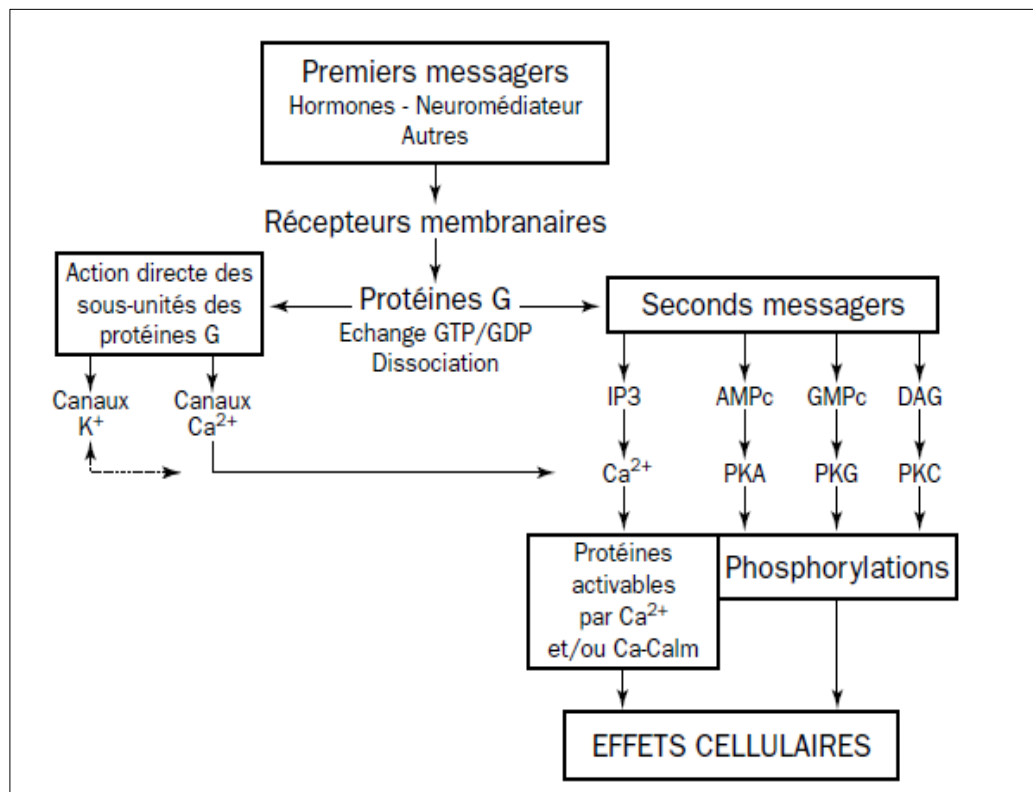 Premiers messagers
Hormones - Neuromédiateur
Autres
Récepteurs membranaires
Action directe des
sous-unités des
protéines G
Protéines G
Echange GTP/GDP
Dissociation
Seconds messagers
Canaux
K⁺
Canaux
Ca²⁺
IP3 AMPc GMPc DAG
Ca²⁺ PKA PKG PKC
Protéines
activables
par Ca²⁺
et/ou Ca-Calm
Phosphorylations
EFFETS CELLULAIRES